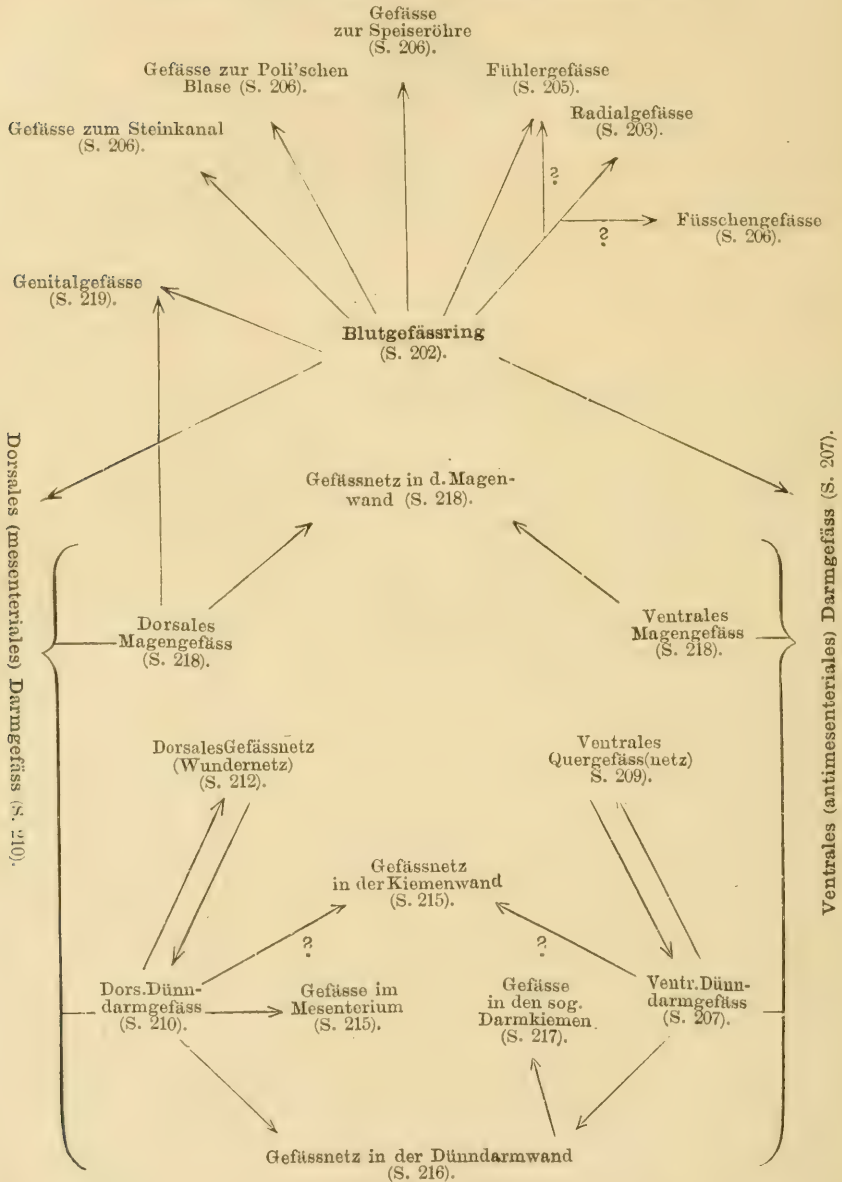 Gefässe
zur Speiseröhre
(S. 206).
Gefässe zur Poli'schen
Blase (S. 206).
Fühlergefässe
(S. 205).
Gefässe zum Steinkanal
(S. 206).
Radialgefässe
(S. 203).
?
Füsschengefässe
(S. 206).
?
Genitalgefässe
(S. 219).
Blutgefässring
(S. 202).
Dorsales (mesenteriales) Darmgefäss (S. 210).
Ventrales (antimesenteriales) Darmgefäss (S. 207).
Gefässnetz in d. Magen-
wand (S. 218).
Dorsales
Magengefäss
(S. 218).
Ventrales
Magengefäss
(S. 218).
Dorsales Gefässnetz
(Wundernetz)
(S. 212).
Ventrales
Quergefäss(netz)
S. 209).
Gefässnetz
in der Kiemenwand
(S. 215).
?
?
Dors. Dünn-
darmgefäss
(S. 210).
Gefässe im
Mesenterium
(S. 215).
Gefässe
in den sog.
Darmkiemen
(S. 217).
Ventr. Dünn-
darmgefäss
(S. 207).
Gefässnetz in der Dünndarmwand
(S. 216).